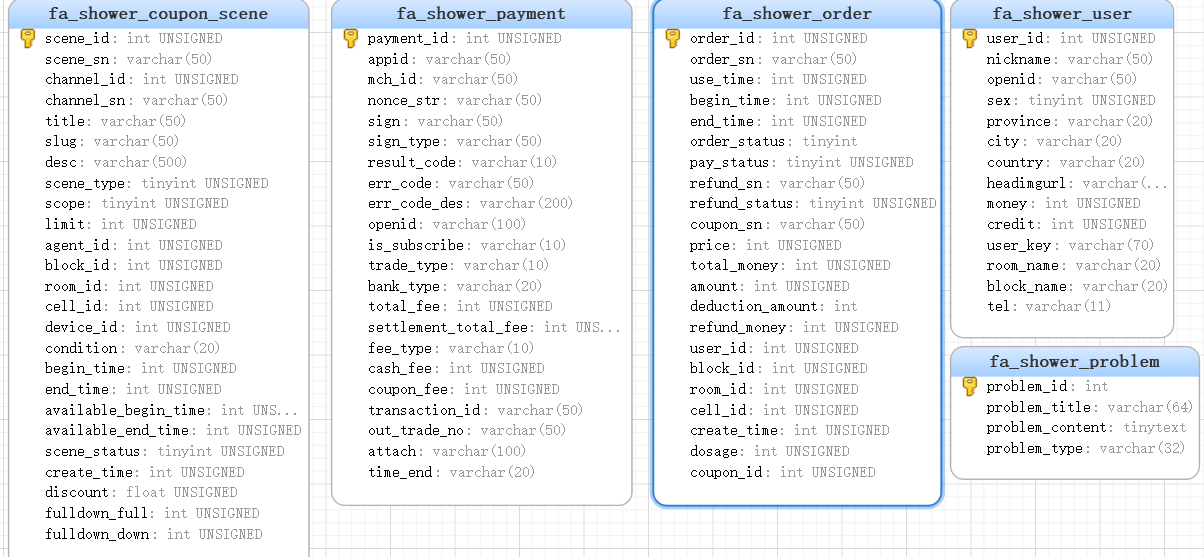 fa_shower_coupon_scene
scene_id: int UNSIGNED
scene_sn: varchar(50)
channel_id: int UNSIGNED
channel_sn: varchar(50)
title: varchar(50)
slug: varchar(50)
desc: varchar(500)
scene_type: tinyint UNSIGNED
scope: tinyint UNSIGNED
limit: int UNSIGNED
agent_id: int UNSIGNED
block_id: int UNSIGNED
room_id: int UNSIGNED
cell_id: int UNSIGNED
device_id: int UNSIGNED
condition: varchar(20)
begin_time: int UNSIGNED
end_time: int UNSIGNED
available_begin_time: int UNS...
available_end_time: int UNSIGNED
scene_status: tinyint UNSIGNED
create_time: int UNSIGNED
discount: float UNSIGNED
fulldown_full: int UNSIGNED
fulldown_down: int UNSIGNED
fa_shower_payment
payment_id: int UNSIGNED
appid: varchar(50)
mch_id: varchar(50)
nonce_str: varchar(50)
sign: varchar(50)
sign_type: varchar(50)
result_code: varchar(10)
err_code: varchar(50)
err_code_des: varchar(200)
openid: varchar(100)
is_subscribe: varchar(10)
trade_type: varchar(10)
bank_type: varchar(20)
total_fee: int UNSIGNED
settlement_total_fee: int UNS...
fee_type: varchar(10)
cash_fee: int UNSIGNED
coupon_fee: int UNSIGNED
transaction_id: varchar(50)
out_trade_no: varchar(50)
attach: varchar(100)
time_end: varchar(20)
fa_shower_order
order_id: int UNSIGNED
order_sn: varchar(50)
use_time: int UNSIGNED
begin_time: int UNSIGNED
end_time: int UNSIGNED
order_status: tinyint
pay_status: tinyint UNSIGNED
refund_sn: varchar(50)
refund_status: tinyint UNSIGNED
coupon_sn: varchar(50)
price: int UNSIGNED
total_money: int UNSIGNED
amount: int UNSIGNED
deduction_amount: int
refund_money: int UNSIGNED
user_id: int UNSIGNED
block_id: int UNSIGNED
room_id: int UNSIGNED
cell_id: int UNSIGNED
create_time: int UNSIGNED
dosage: int UNSIGNED
coupon_id: int UNSIGNED
fa_shower_user
user_id: int UNSIGNED
nickname: varchar(50)
openid: varchar(50)
sex: tinyint UNSIGNED
province: varchar(20)
city: varchar(20)
country: varchar(20)
headimgurl: varchar(...
money: int UNSIGNED
credit: int UNSIGNED
user_key: varchar(70)
room_name: varchar(20)
block_name: varchar(20)
tel: varchar(11)
fa_shower_problem
problem_id: int
problem_title: varchar(64)
problem_content: tinytext
problem_type: varchar(32)